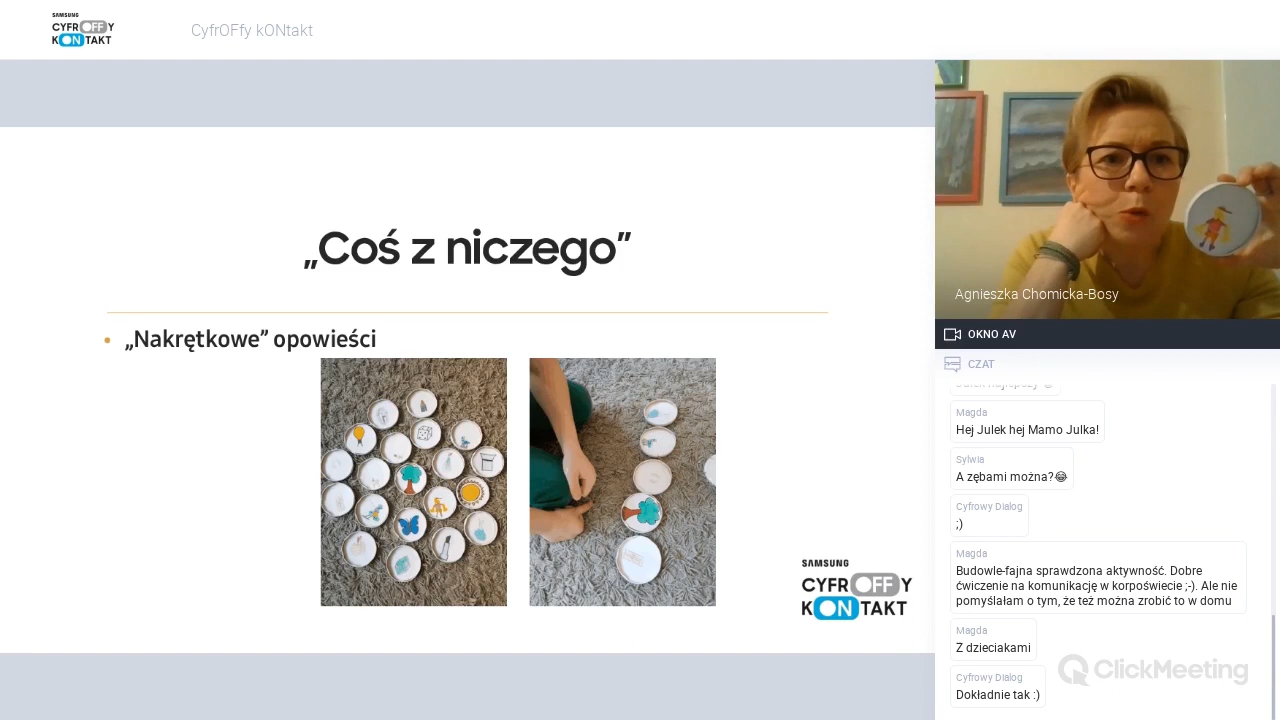 SAMSUNG
CYFROFFY
KONTAKT
CyfrOFfy kONtakt
„Coś z niczego”
• „Nakrętkowe” opowieści
SAMSUNG
CYFROFFY
KONTAKT
Agnieszka Chomicka-Bosy
OKNO AV
CZAT
Magda
Hej Julek hej Mamo Julka!
Sylwia
A zębami można?😂
Cyfrowy Dialog
;)
Magda
Budowle-fajna sprawdzona aktywność. Dobre
ćwiczenie na komunikację w korpoświecie ;-). Ale nie
pomyślałam o tym, że też można zrobić to w domu
Magda
Z dzieciakami
Cyfrowy Dialog
Dokładnie tak :)
ClickMeeting